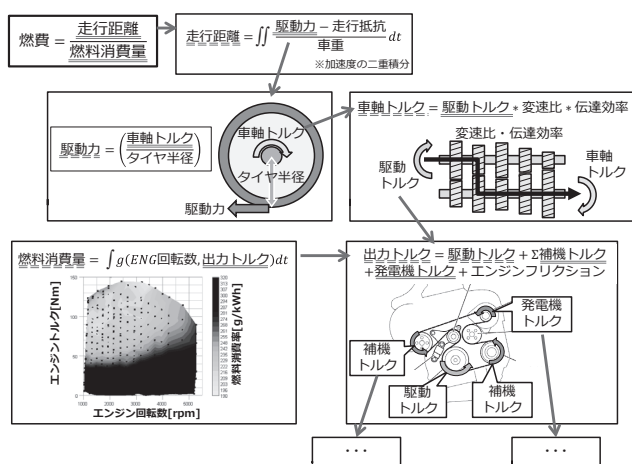 燃費 = 走行距離 / 燃料消費量
走行距離 = ∬ 駆動力 − 走行抵抗 / 車重 dt
※加速度の二重積分
駆動力 = (車軸トルク / タイヤ半径)
車軸トルク
タイヤ半径
駆動力
車軸トルク = 駆動トルク * 変速比 * 伝達効率
変速比・伝達効率
駆動
トルク
車軸
トルク
燃料消費量 = ∫ g(ENG回転数, 出力トルク)dt
エンジントルク[Nm]
150
100
50
0
1000
2000
3000
4000
5000
エンジン回転数[rpm]
燃料消費率[g/kWh]
出力トルク = 駆動トルク + Σ補機トルク
+発電機トルク + エンジンフリクション
発電機
トルク
補機
トルク
駆動
トルク
補機
トルク
・・・
・・・